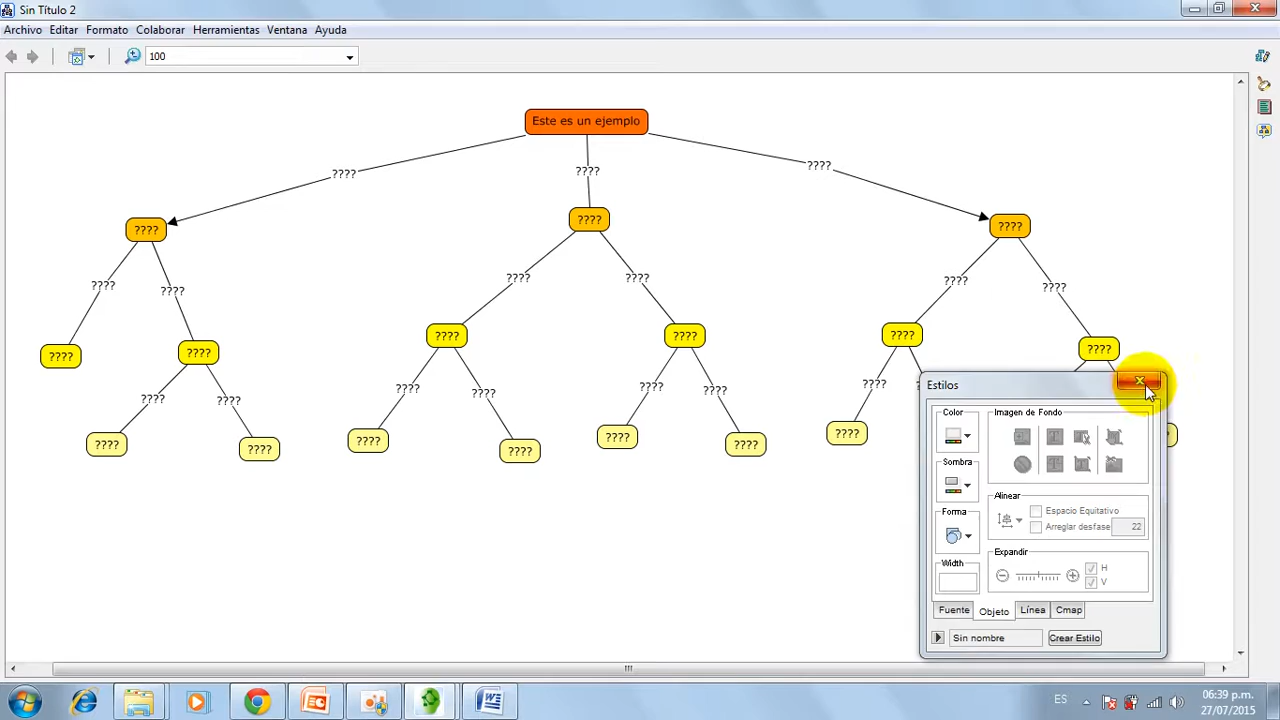 Sin Título 2
Archivo Editar Formato Colaborar Herramientas Ventana Ayuda
100
Este es un ejemplo
???? ???? ????
???? ???? ????
???? ???? ???? ???? ???? ????
???? ???? ???? ???? ???? ????
???? ???? ???? ???? ???? ???? ????
???? ???? ???? ???? ???? ???? ????
Estilos
Color Imagen de Fondo
Sombra
Alinear
Espacio Equitativo
Forma Arreglar desfase 22
Expandir
Width H
V
Fuente Objeto Línea Cmap
Sin nombre Crear Estilo
ES 06:39 p.m.
27/07/2015